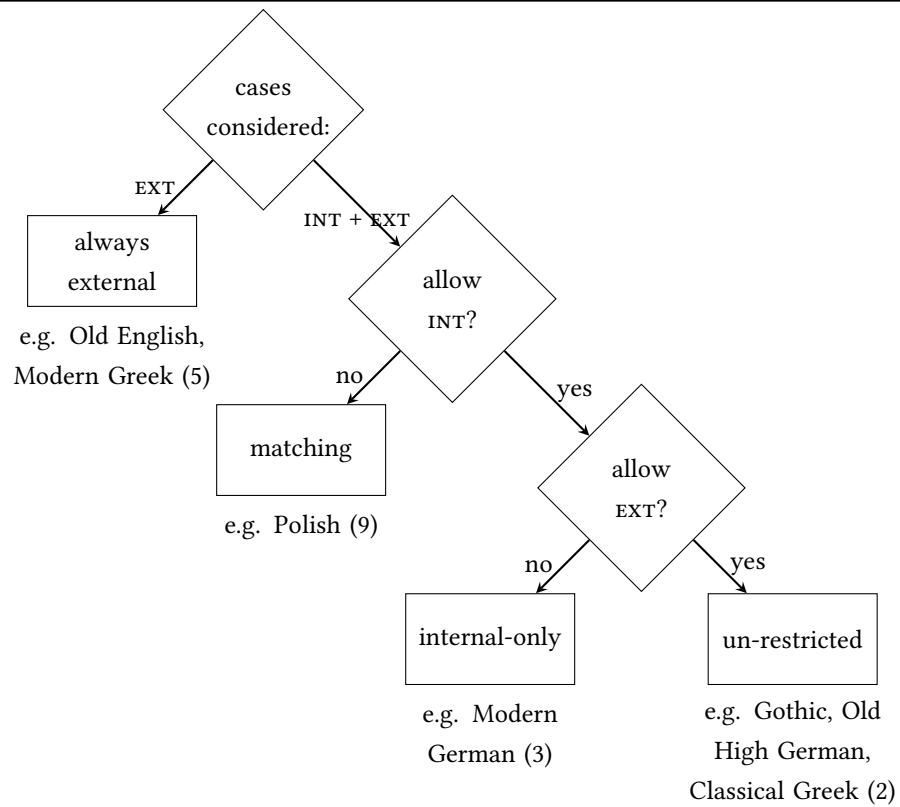 cases
considered:
EXT
INT + EXT
always
external
e.g. Old English,
Modern Greek (5)
allow
INT?
no
yes
matching
e.g. Polish (9)
allow
EXT?
no
yes
internal-only
e.g. Modern
German (3)
un-restricted
e.g. Gothic, Old
High German,
Classical Greek (2)